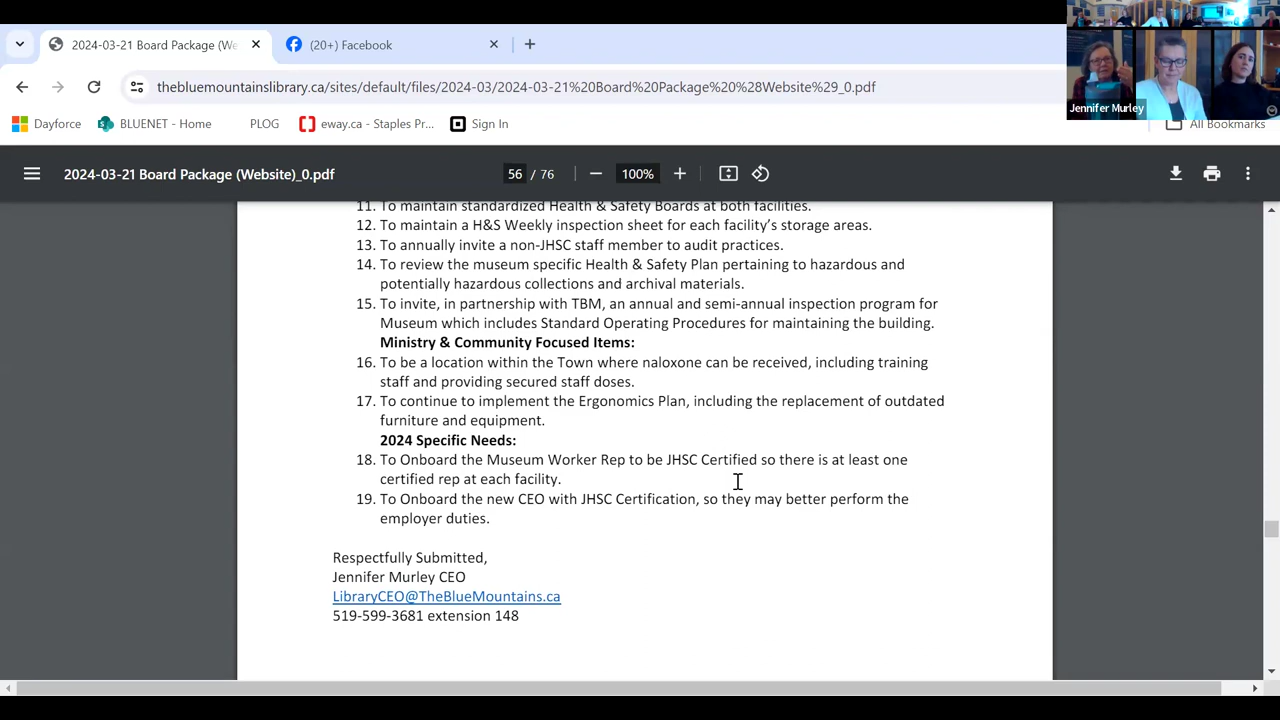 2024-03-21 Board Package (We
(20+) Facebook
thebluemountainslibrary.ca/sites/default/files/2024-03/2024-03-21%20Board%20Package%20%28Website%29_0.pdf
Jennifer Murley
Dayforce
BLUENET - Home
PLOG
eway.ca - Staples Pr...
Sign In
All Bookmarks
2024-03-21 Board Package (Website)_0.pdf
56 / 76
100%
11. To maintain standardized Health & Safety Boards at both facilities.
12. To maintain a H&S Weekly inspection sheet for each facility's storage areas.
13. To annually invite a non-JHSC staff member to audit practices.
14. To review the museum specific Health & Safety Plan pertaining to hazardous and
potentially hazardous collections and archival materials.
15. To invite, in partnership with TBM, an annual and semi-annual inspection program for
Museum which includes Standard Operating Procedures for maintaining the building.
Ministry & Community Focused Items:
16. To be a location within the Town where naloxone can be received, including training
staff and providing secured staff doses.
17. To continue to implement the Ergonomics Plan, including the replacement of outdated
furniture and equipment.
2024 Specific Needs:
18. To Onboard the Museum Worker Rep to be JHSC Certified so there is at least one
certified rep at each facility.
19. To Onboard the new CEO with JHSC Certification, so they may better perform the
employer duties.
Respectfully Submitted,
Jennifer Murley CEO
LibraryCEO@TheBlueMountains.ca
519-599-3681 extension 148